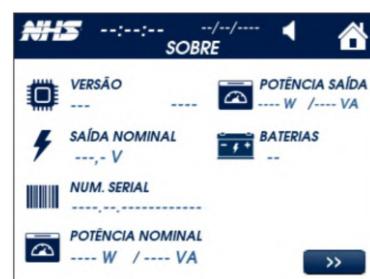 NHS --:--:-- --/--/----
SOBRE
VERSÃO
--- ----
POTÊNCIA SAÍDA
---- W /---- VA
SAÍDA NOMINAL
---,- V
BATERIAS
--
NUM. SERIAL
----.--.------------
POTÊNCIA NOMINAL
---- W /---- VA
>>